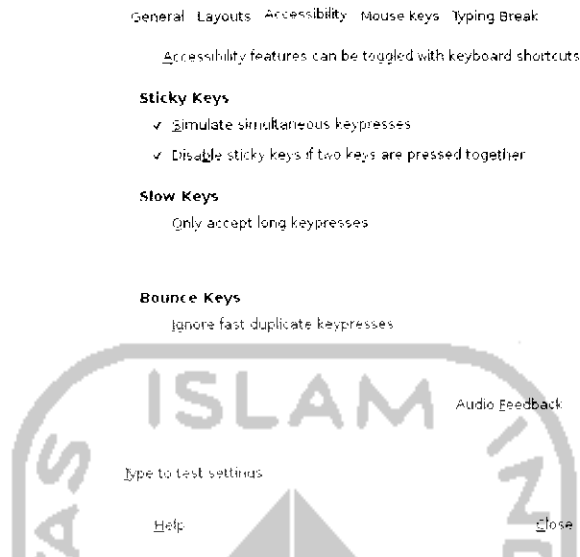 General Layouts Accessibility Mouse Keys Typing Break
Accessibility features can be toggled with keyboard shortcuts
Sticky Keys
✓ Simulate simultaneous keypresses
✓ Disable sticky keys if two keys are pressed together
Slow Keys
Only accept long keypresses
Bounce Keys
Ignore fast duplicate keypresses
ISLAM
Audio Feedback
Type to test settings
Help
Close